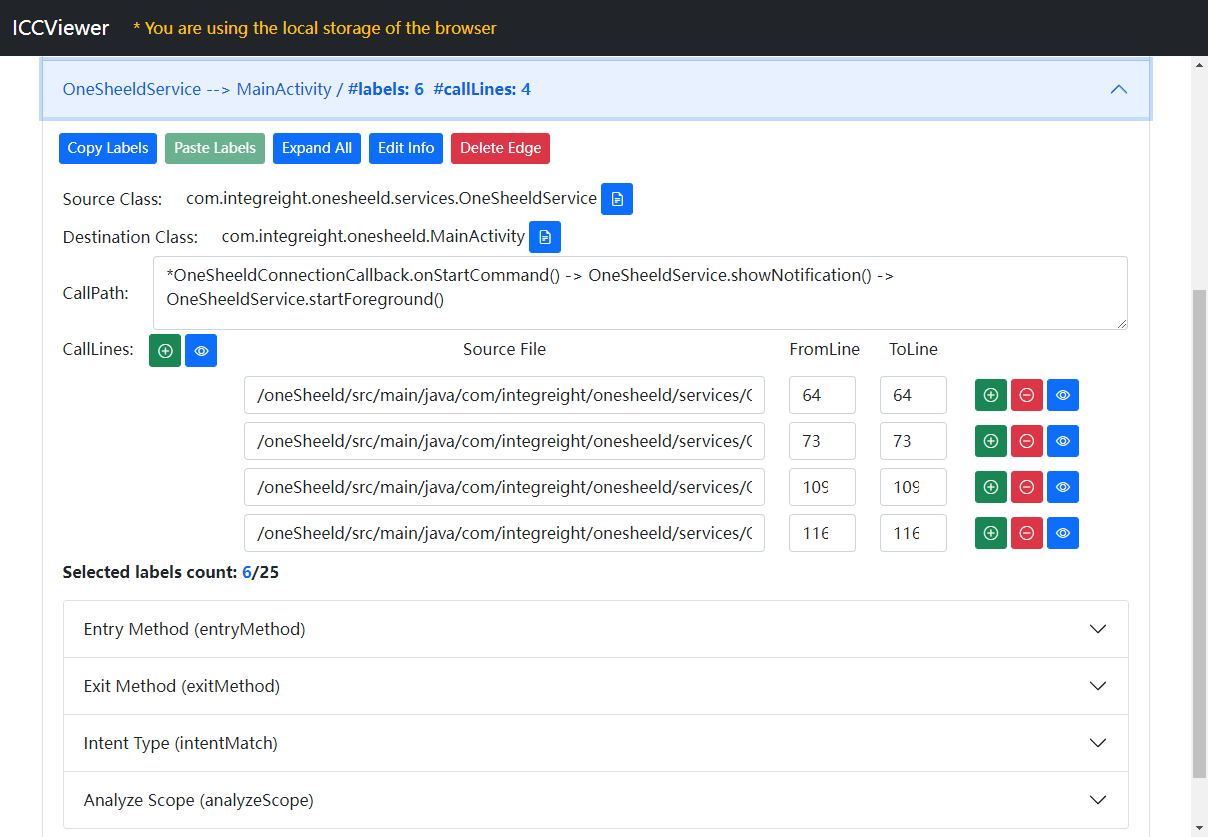 ICCViewer * You are using the local storage of the browser
OneSheeldService --> MainActivity / #labels: 6 #callLines: 4
Copy Labels Paste Labels Expand All Edit Info Delete Edge
Source Class: com.integreight.onesheeld.services.OneSheeldService
Destination Class: com.integreight.onesheeld.MainActivity
CallPath: *OneSheeldConnectionCallback.onStartCommand() -> OneSheeldService.showNotification() ->
OneSheeldService.startForeground()
CallLines: Source File FromLine ToLine
/oneSheeld/src/main/java/com/integreight/onesheeld/services/ 64 64
/oneSheeld/src/main/java/com/integreight/onesheeld/services/ 73 73
/oneSheeld/src/main/java/com/integreight/onesheeld/services/ 109 109
/oneSheeld/src/main/java/com/integreight/onesheeld/services/ 116 116
Selected labels count: 6/25
Entry Method (entryMethod)
Exit Method (exitMethod)
Intent Type (intentMatch)
Analyze Scope (analyzeScope)